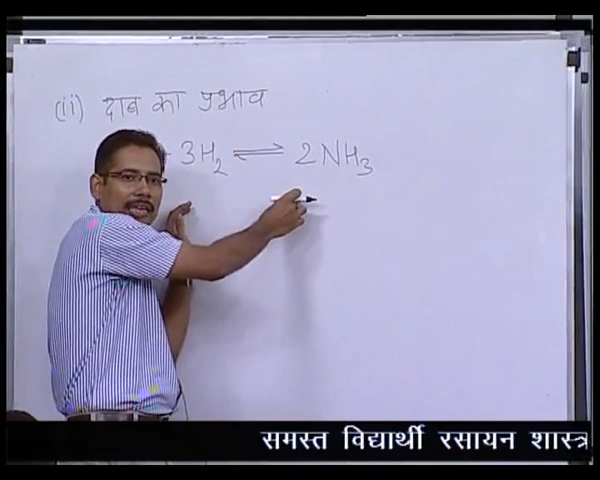 (ii) दाब का प्रभाव
+ 3H₂ ⇌ 2NH₃
समस्त विद्यार्थी रसायन शास्त्र